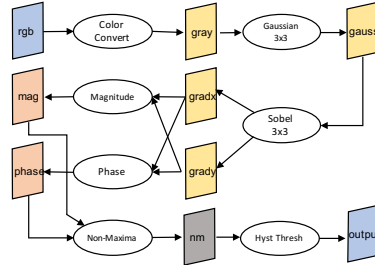 rgb
Color
Convert
gray
Gaussian
3x3
gauss
mag
Magnitude
gradx
Sobel
3x3
phase
Phase
grady
Non-Maxima
nm
Hyst Thresh
output